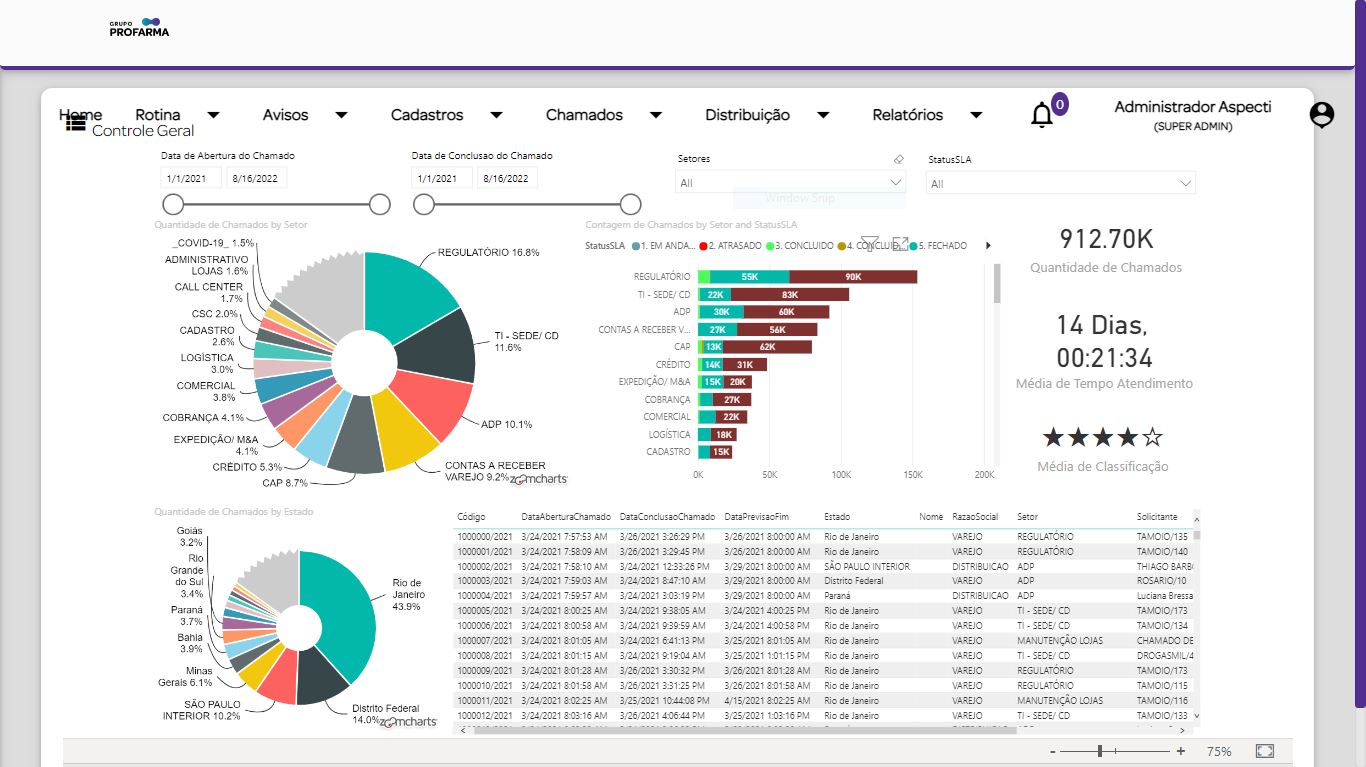 GRUPO
PROFARMA
Home Rotina Avisos Cadastros Chamados Distribuição Relatórios 0 Administrador Aspecti
(SUPER ADMIN)
Controle Geral
Data de Abertura do Chamado Data de Conclusao do Chamado Setores StatusSLA
1/1/2021 8/16/2022 1/1/2021 8/16/2022 All All
Window Snip
Quantidade de Chamados by Setor
_COVID-19_ 1.5%
ADMINISTRATIVO
LOJAS 1.6%
CALL CENTER
1.7%
CSC 2.0%
CADASTRO
2.6%
LOGÍSTICA
3.0%
COMERCIAL
3.8%
COBRANÇA 4.1%
EXPEDIÇÃO/ M&A
4.1%
CRÉDITO 5.3%
CAP 8.7%
REGULATÓRIO 16.8%
TI - SEDE/ CD
11.6%
ADP 10.1%
CONTAS A RECEBER
VAREJO 9.2%
zoomcharts
Contagem de Chamados by Setor and StatusSLA
StatusSLA 1. EM ANDA... 2. ATRASADO 3. CONCLUIDO 4. CONCLUID... 5. FECHADO
REGULATÓRIO 55K 90K
TI - SEDE/ CD 22K 83K
ADP 30K 60K
CONTAS A RECEBER V... 27K 56K
CAP 13K 62K
CRÉDITO 14K 31K
EXPEDIÇÃO/ M&A 15K 20K
COBRANÇA 27K
COMERCIAL 22K
LOGÍSTICA 18K
CADASTRO 15K
0K 50K 100K 150K 200K
912.70K
Quantidade de Chamados
14 Dias,
00:21:34
Média de Tempo Atendimento
Média de Classificação
Quantidade de Chamados by Estado
Goiás
3.2%
Rio
Grande
do Sul
3.4%
Paraná
3.7%
Bahia
3.9%
Minas
Gerais 6.1%
SÃO PAULO
INTERIOR 10.2%
Rio de
Janeiro
43.9%
Distrito Federal
14.0%
zoomcharts
Código DataAberturaChamado DataConclusaoChamado DataPrevisaoFim Estado Nome RazaoSocial Setor Solicitante
1000000/2021 3/24/2021 7:57:53 AM 3/26/2021 3:26:29 PM 3/26/2021 8:00:00 AM Rio de Janeiro VAREJO REGULATÓRIO TAMOIO/135
1000001/2021 3/24/2021 7:58:09 AM 3/26/2021 3:29:45 PM 3/26/2021 8:00:00 AM Rio de Janeiro VAREJO REGULATÓRIO TAMOIO/140
1000002/2021 3/24/2021 7:58:10 AM 3/24/2021 12:33:26 PM 3/29/2021 8:00:00 AM SÃO PAULO INTERIOR DISTRIBUICAO ADP THIAGO BARB
1000003/2021 3/24/2021 7:59:03 AM 3/24/2021 8:47:10 AM 3/29/2021 8:00:00 AM Distrito Federal VAREJO ADP ROSARIO/10
1000004/2021 3/24/2021 7:59:57 AM 3/24/2021 3:03:19 PM 3/29/2021 8:00:00 AM Paraná DISTRIBUICAO ADP Luciana Bressa
1000005/2021 3/24/2021 8:00:25 AM 3/24/2021 9:38:05 AM 3/24/2021 4:00:25 PM Rio de Janeiro VAREJO TI - SEDE/ CD TAMOIO/173
1000006/2021 3/24/2021 8:00:58 AM 3/24/2021 9:39:59 AM 3/24/2021 4:00:58 PM Rio de Janeiro VAREJO TI - SEDE/ CD TAMOIO/134
1000007/2021 3/24/2021 8:01:05 AM 3/24/2021 6:41:13 PM 3/25/2021 8:01:05 AM Rio de Janeiro VAREJO MANUTENÇÃO LOJAS CHAMADO DE
1000008/2021 3/24/2021 8:01:15 AM 3/24/2021 9:19:04 AM 3/25/2021 1:01:15 PM Rio de Janeiro VAREJO TI - SEDE/ CD DROGASMIL/4
1000009/2021 3/24/2021 8:01:28 AM 3/26/2021 3:30:32 PM 3/26/2021 8:01:28 AM Rio de Janeiro VAREJO REGULATÓRIO TAMOIO/173
1000010/2021 3/24/2021 8:01:58 AM 3/26/2021 3:31:25 PM 3/26/2021 8:01:58 AM Rio de Janeiro VAREJO REGULATÓRIO TAMOIO/115
1000011/2021 3/24/2021 8:02:25 AM 3/25/2021 10:44:08 PM 4/15/2021 8:02:25 AM Rio de Janeiro VAREJO MANUTENÇÃO LOJAS TAMOIO/116
1000012/2021 3/24/2021 8:03:16 AM 3/26/2021 4:06:44 PM 3/25/2021 1:03:16 PM Rio de Janeiro VAREJO TI - SEDE/ CD TAMOIO/133
- + 75%